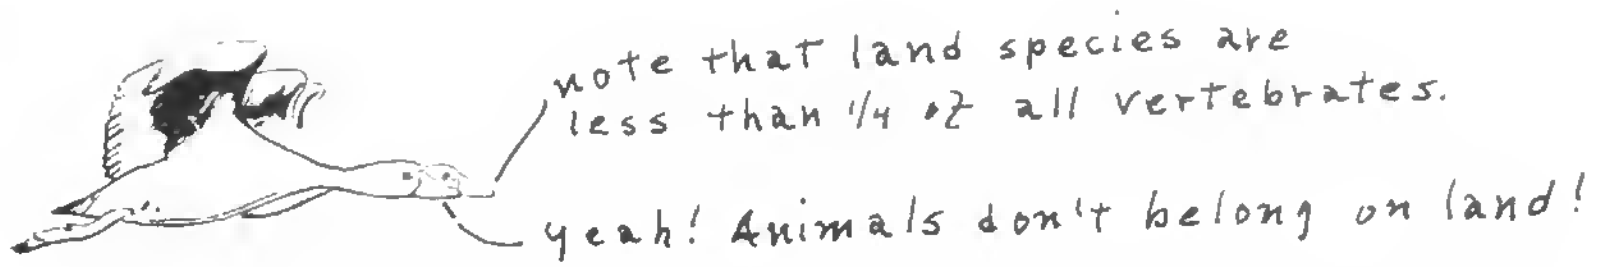 note that land species are
less than 1/4 of all vertebrates.
yeah! Animals don't belong on land!